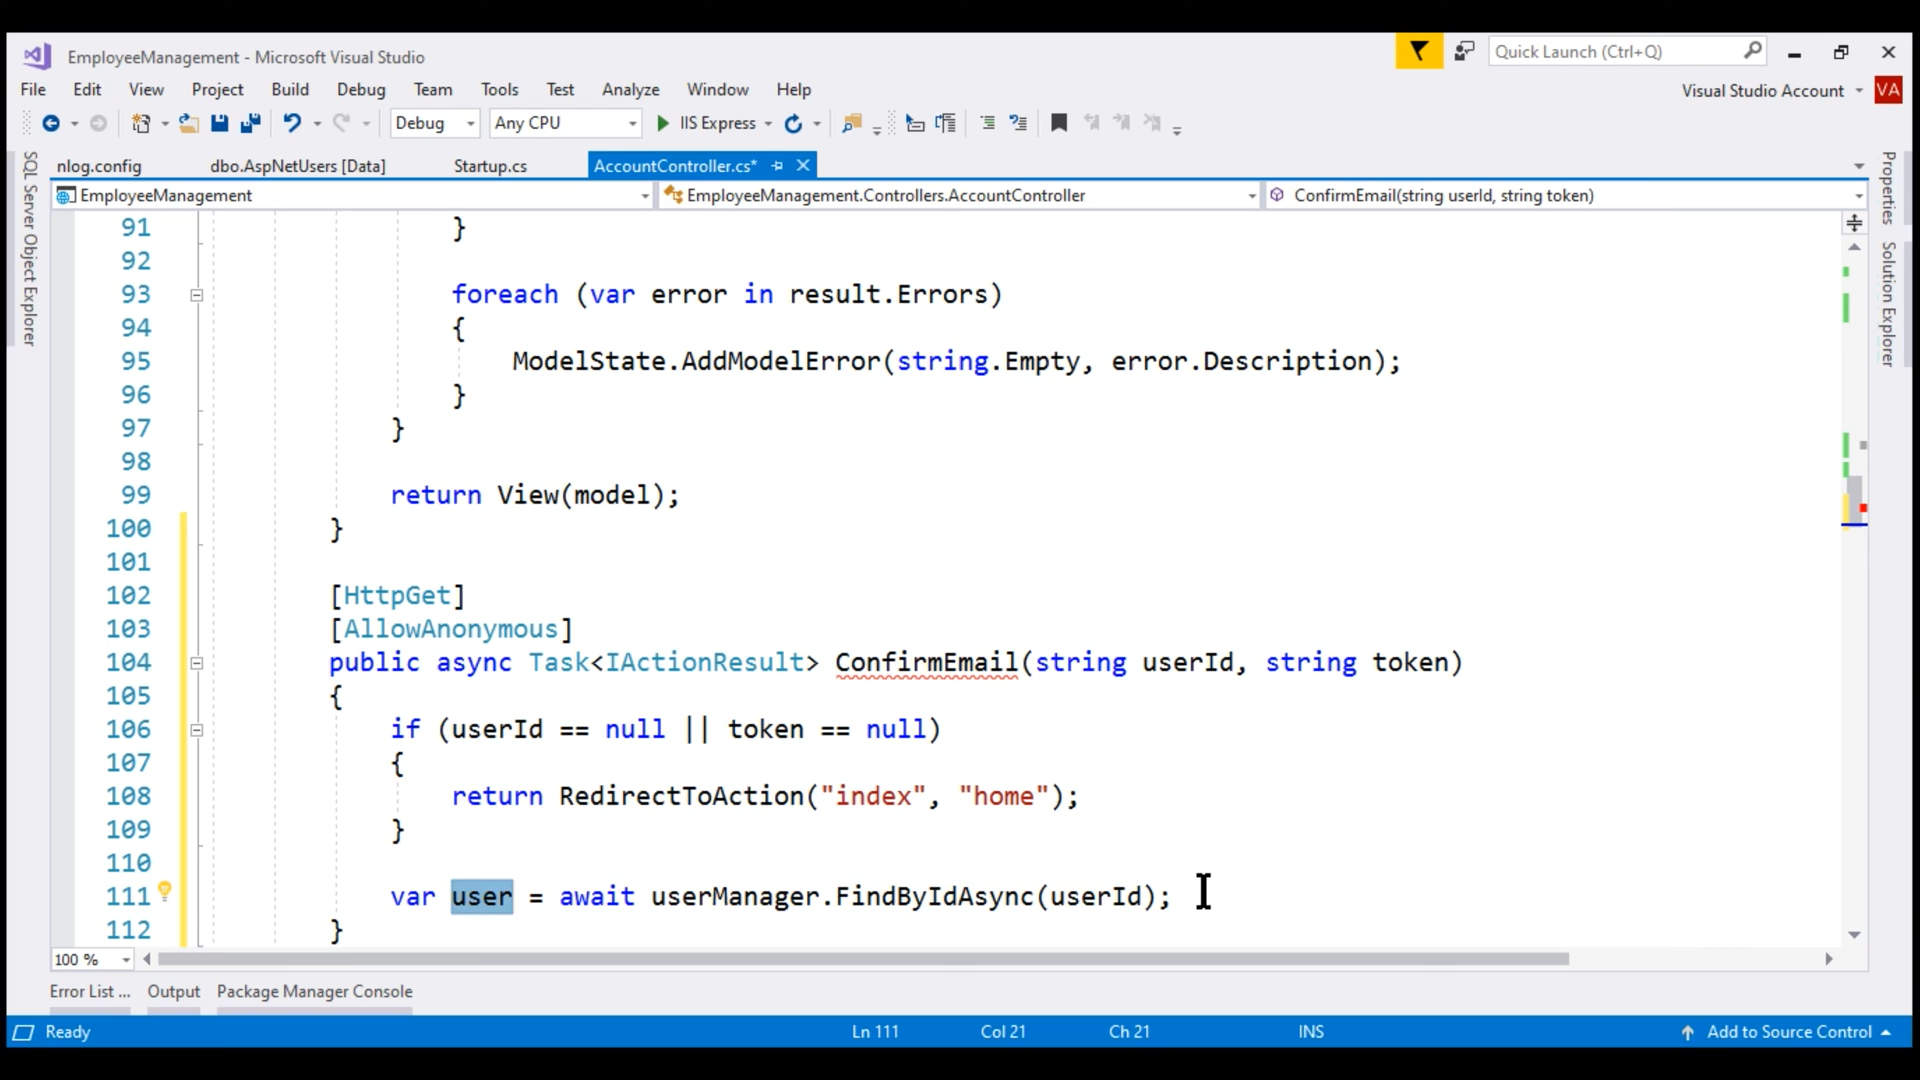 EmployeeManagement - Microsoft Visual Studio
Quick Launch (Ctrl+Q)
File Edit View Project Build Debug Team Tools Test Analyze Window Help
Visual Studio Account VA
Debug Any CPU IIS Express
nlog.config dbo.AspNetUsers [Data] Startup.cs AccountController.cs*
EmployeeManagement EmployeeManagement.Controllers.AccountController ConfirmEmail(string userId, string token)
SQL Server Object Explorer
Properties
Solution Explorer
91 }
92
93 foreach (var error in result.Errors)
94 {
95 ModelState.AddModelError(string.Empty, error.Description);
96 }
97 }
98
99 return View(model);
100 }
101
102 [HttpGet]
103 [AllowAnonymous]
104 public async Task<IActionResult> ConfirmEmail(string userId, string token)
105 {
106 if (userId == null || token == null)
107 {
108 return RedirectToAction("index", "home");
109 }
110
111 var user = await userManager.FindByIdAsync(userId);
112 }
100 %
Error List ... Output Package Manager Console
Ready Ln 111 Col 21 Ch 21 INS Add to Source Control